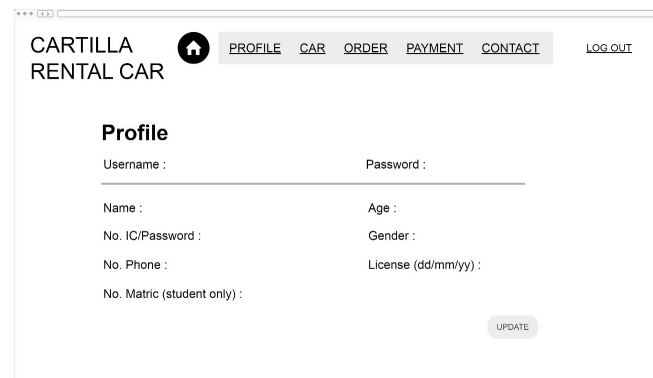 CARTILLA
RENTAL CAR
PROFILE CAR ORDER PAYMENT CONTACT
LOG OUT
Profile
Username : Password :
Name : Age :
No. IC/Password : Gender :
No. Phone : License (dd/mm/yy) :
No. Matric (student only) :
UPDATE